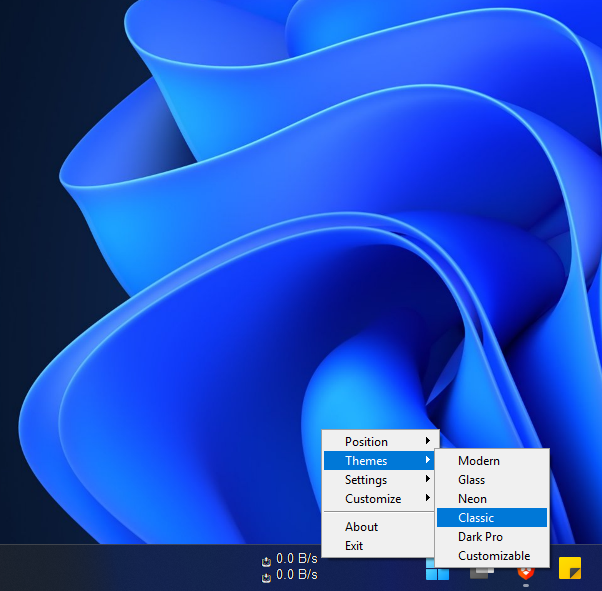 Position
Themes
Settings
Customize
About
Exit
Modern
Glass
Neon
Classic
Dark Pro
Customizable
0.0 B/s
0.0 B/s